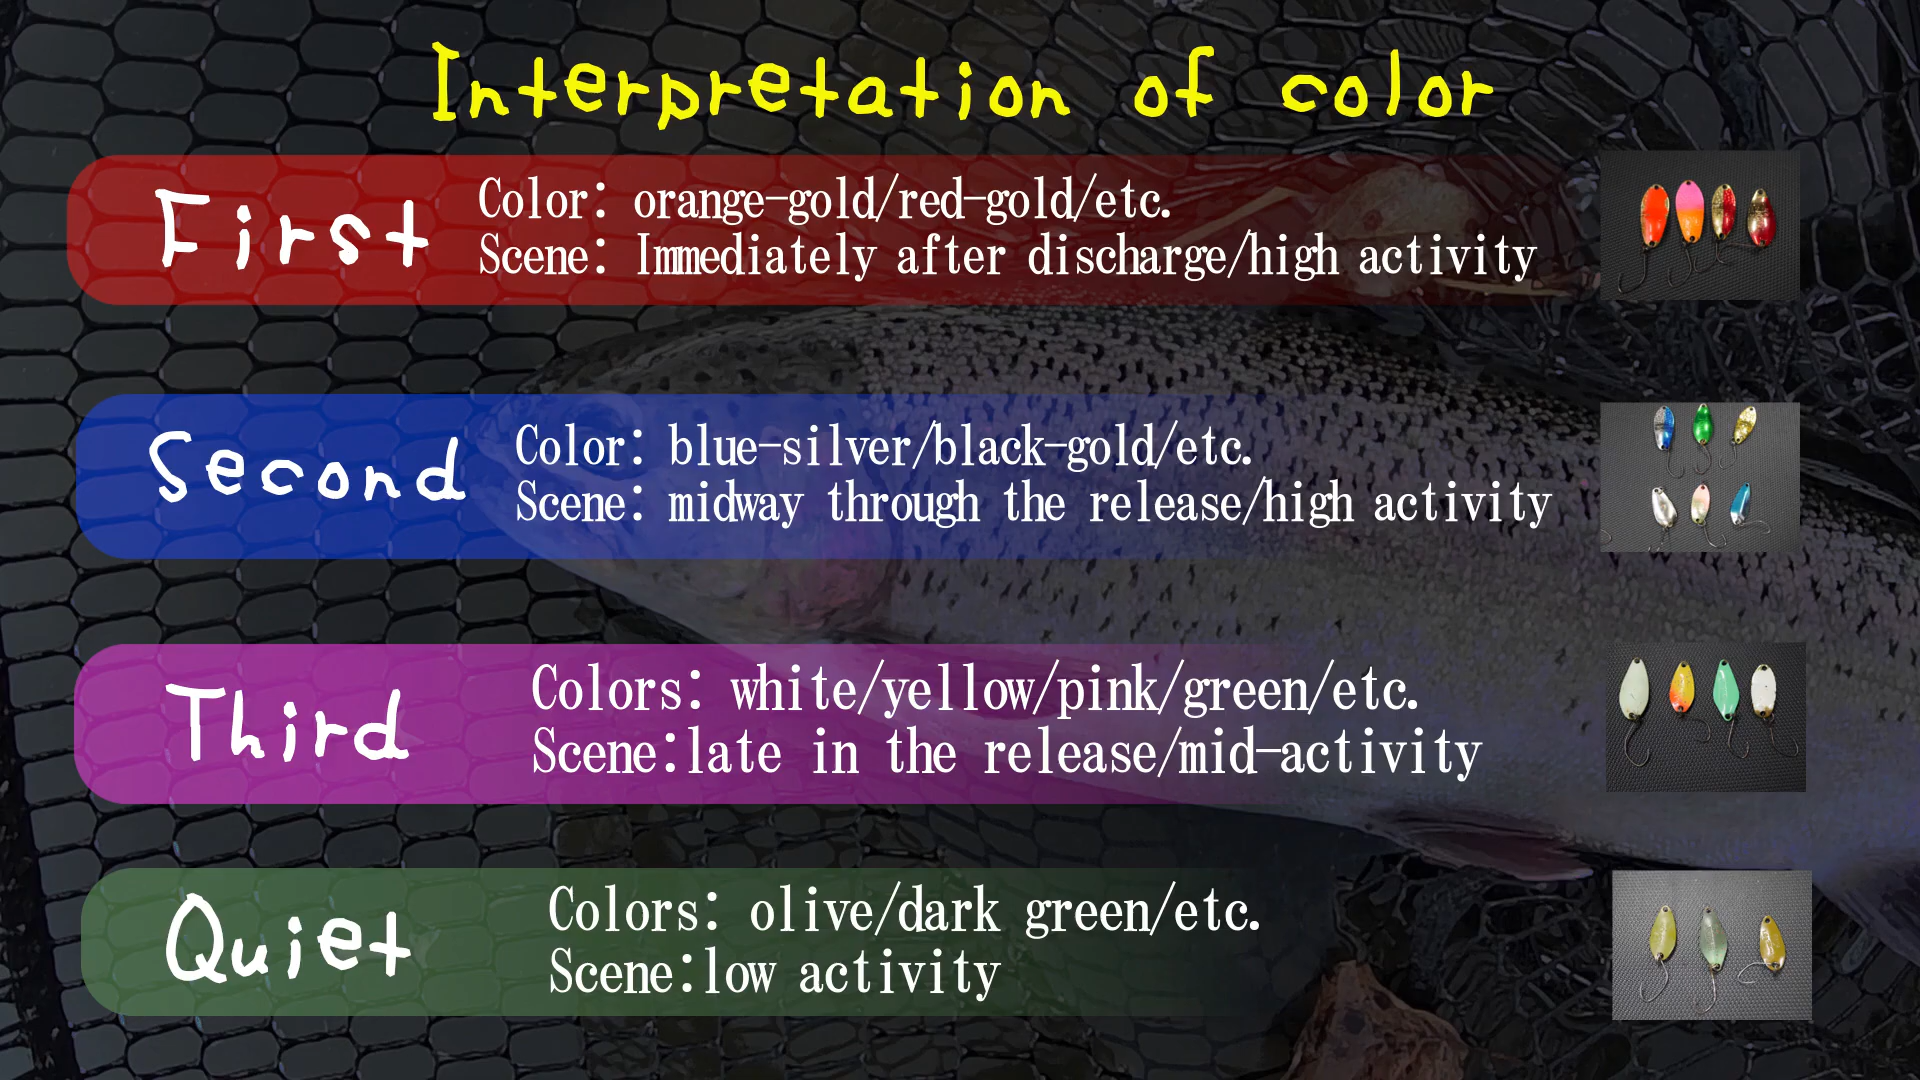 Interpretation of color
First
Color: orange-gold/red-gold/etc.
Scene: Immediately after discharge/high activity
Second
Color: blue-silver/black-gold/etc.
Scene: midway through the release/high activity
Third
Colors: white/yellow/pink/green/etc.
Scene:late in the release/mid-activity
Quiet
Colors: olive/dark green/etc.
Scene:low activity